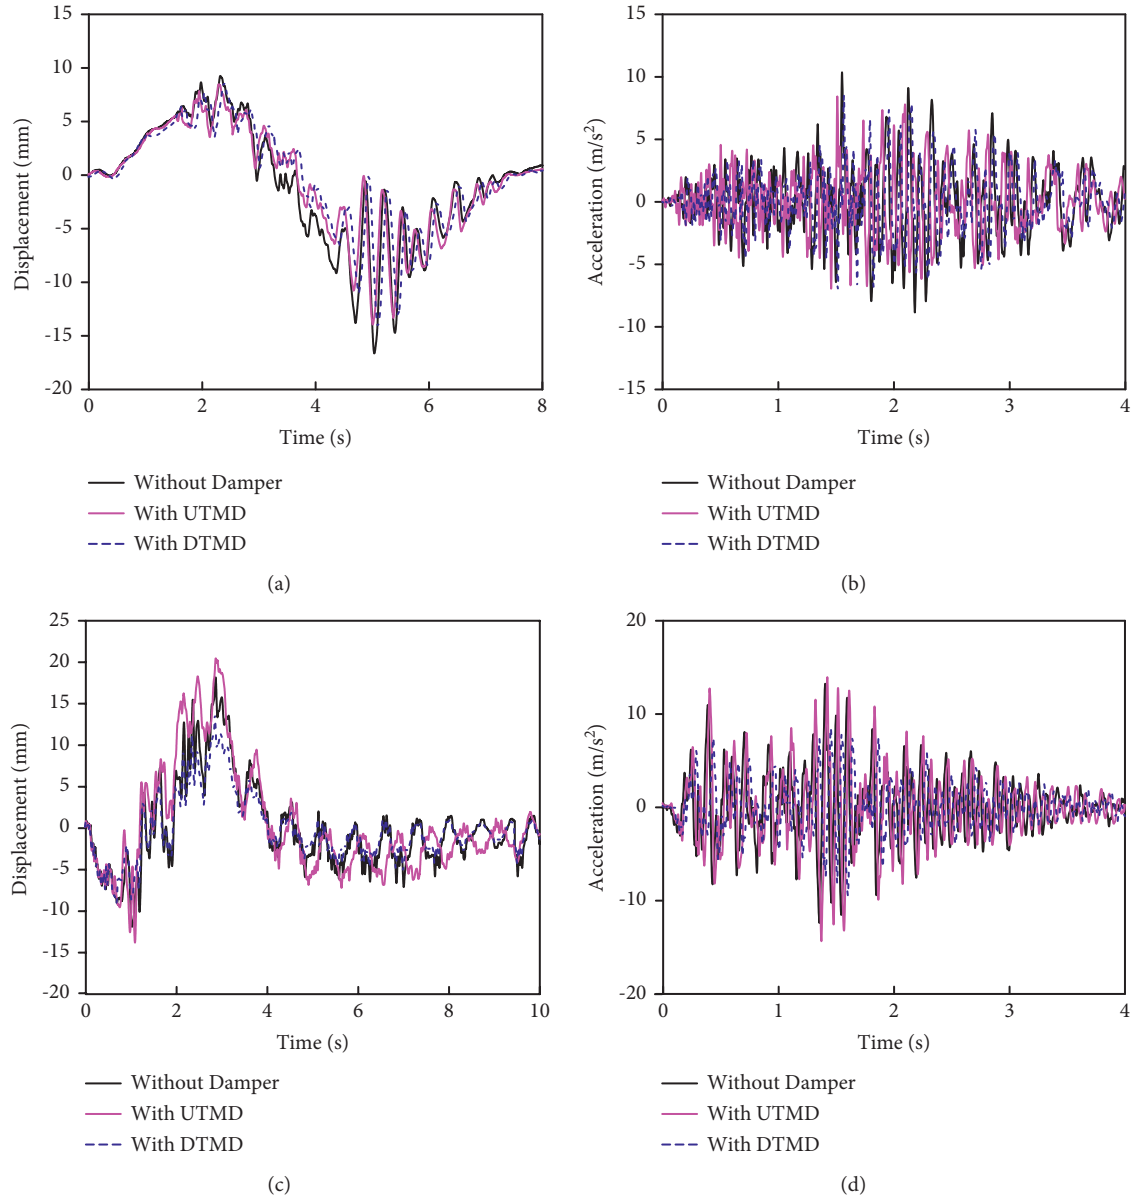 15
10
5
0
-5
-10
-15
-20
Displacement (mm)
0 2 4 6 8
Time (s)
Without Damper
With UTMD
With DTMD
(a)
15
10
5
0
-5
-10
-15
Acceleration (m/s²)
0 1 2 3 4
Time (s)
Without Damper
With UTMD
With DTMD
(b)
25
20
15
10
5
0
-5
-10
-15
-20
Displacement (mm)
0 2 4 6 8 10
Time (s)
Without Damper
With UTMD
With DTMD
(c)
20
10
0
-10
-20
Acceleration (m/s²)
0 1 2 3 4
Time (s)
Without Damper
With UTMD
With DTMD
(d)